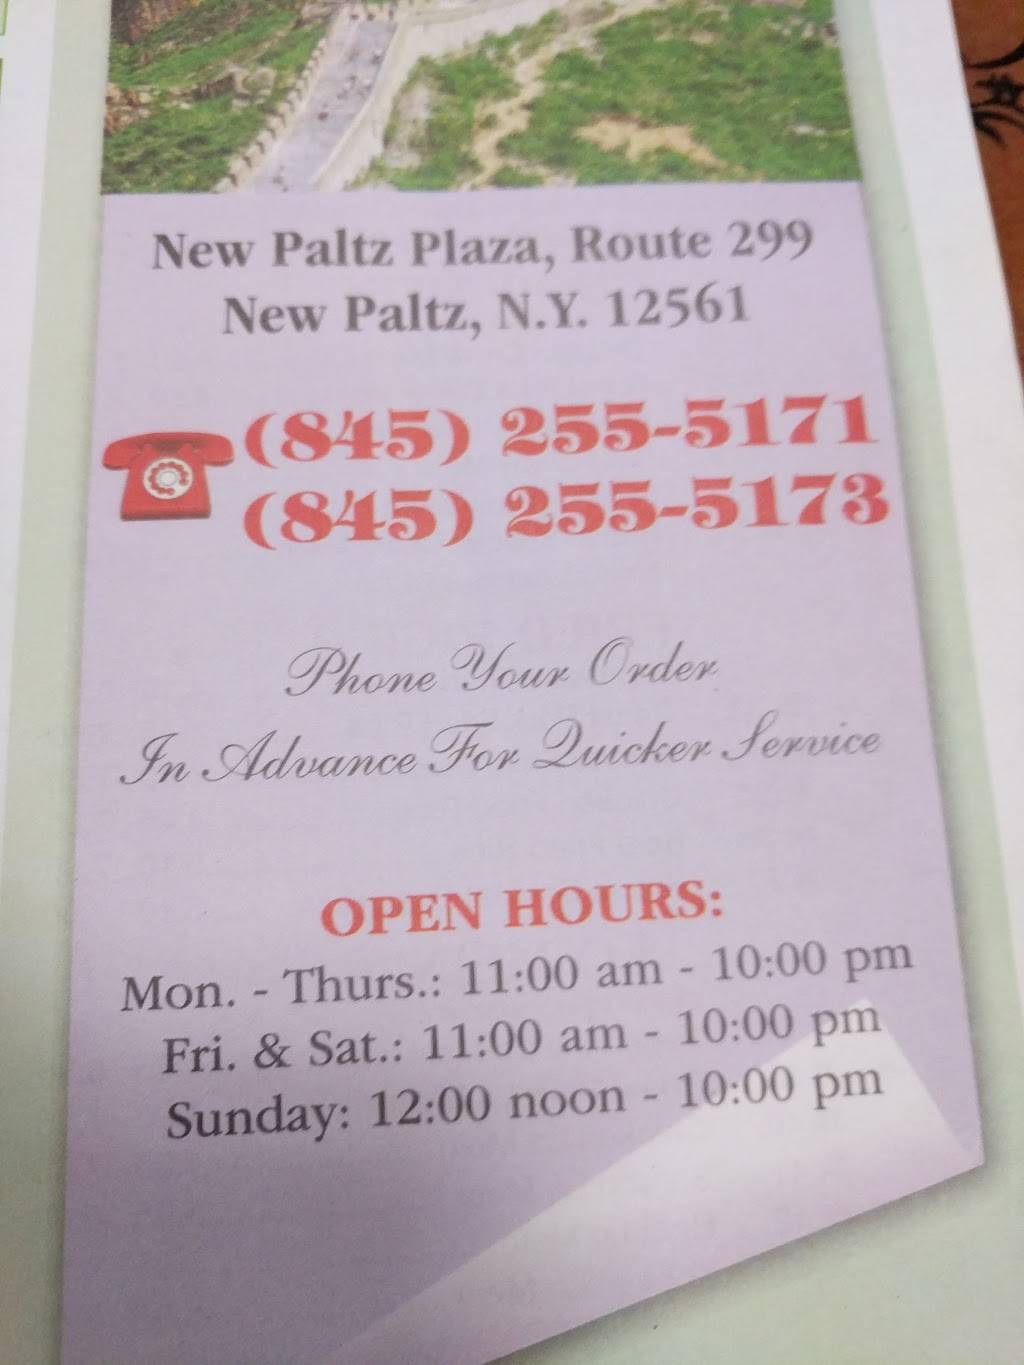 New Paltz Plaza, Route 299
New Paltz, N.Y. 12561
(845) 255-5171
(845) 255-5173
Phone Your Order
In Advance For Quicker Service
OPEN HOURS:
Mon. - Thurs.: 11:00 am - 10:00 pm
Fri. & Sat.: 11:00 am - 10:00 pm
Sunday: 12:00 noon - 10:00 pm